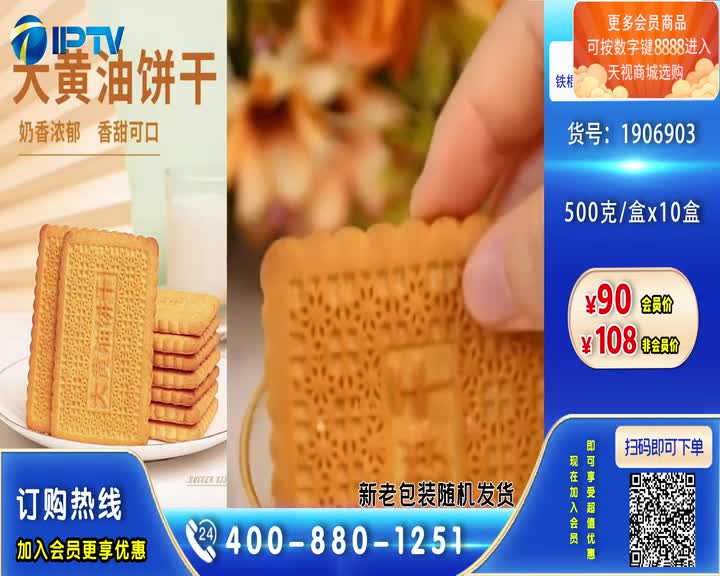 IPTV
大黄油饼干
奶香浓郁 香甜可口
大黄油饼干
新老包装随机发货
更多会员商品
可按数字键8888进入
天视商城选购
货号：1906903
500克/盒x10盒
¥90 会员价
¥108 非会员价
扫码即可下单
即可享受超值优惠
现在加入会员
订购热线
加入会员更享优惠
24
400-880-1251